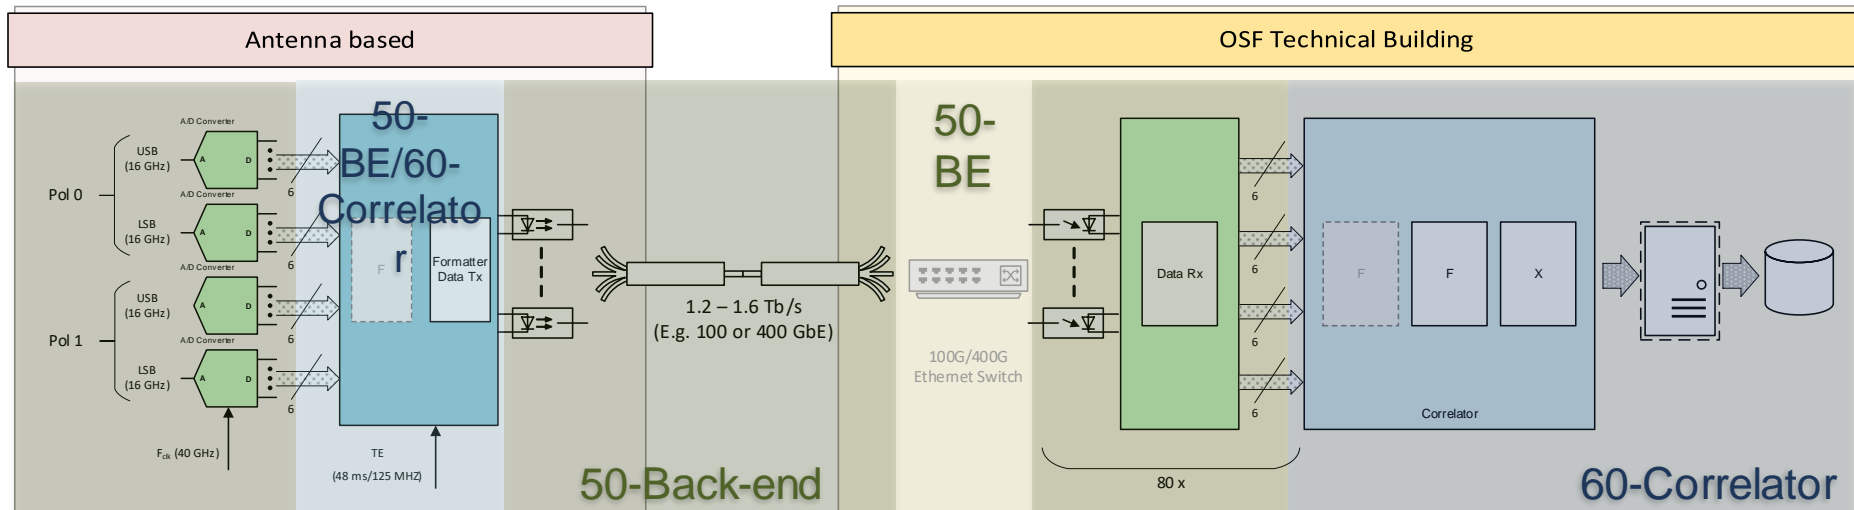 Antenna based
OSF Technical Building
50-
BE/60-
Correlato
r
50-
BE
A/D Converter
USB
(16 GHz)
A
D
6
Pol 0
A/D Converter
LSB
(16 GHz)
A
D
6
A/D Converter
USB
(16 GHz)
A
D
6
Pol 1
A/D Converter
LSB
(16 GHz)
A
D
6
Fclk (40 GHz)
F
Formatter
Data Tx
TE
(48 ms/125 MHZ)
1.2 – 1.6 Tb/s
(E.g. 100 or 400 GbE)
100G/400G
Ethernet Switch
Data Rx
6
6
6
6
80 x
F
F
X
Correlator
50-Back-end
60-Correlator